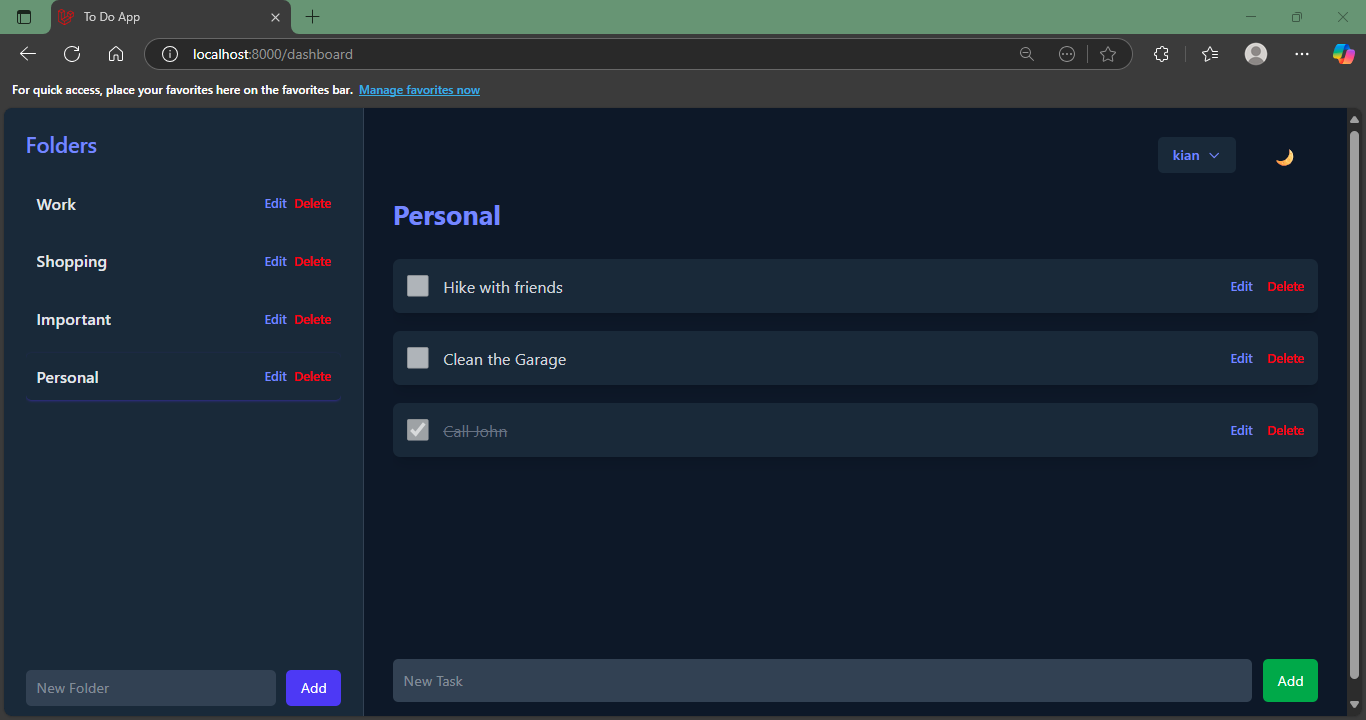 To Do App
localhost:8000/dashboard
For quick access, place your favorites here on the favorites bar. Manage favorites now
Folders
Work Edit Delete
Shopping Edit Delete
Important Edit Delete
Personal Edit Delete
New Folder Add
kian
Personal
Hike with friends Edit Delete
Clean the Garage Edit Delete
Call John Edit Delete
New Task Add